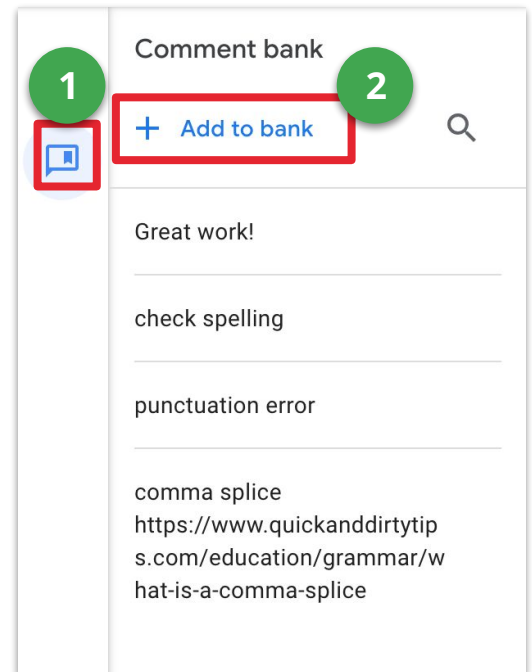 Comment bank
1
2
+ Add to bank
Great work!
check spelling
punctuation error
comma splice
https://www.quickanddirtytip
s.com/education/grammar/w
hat-is-a-comma-splice